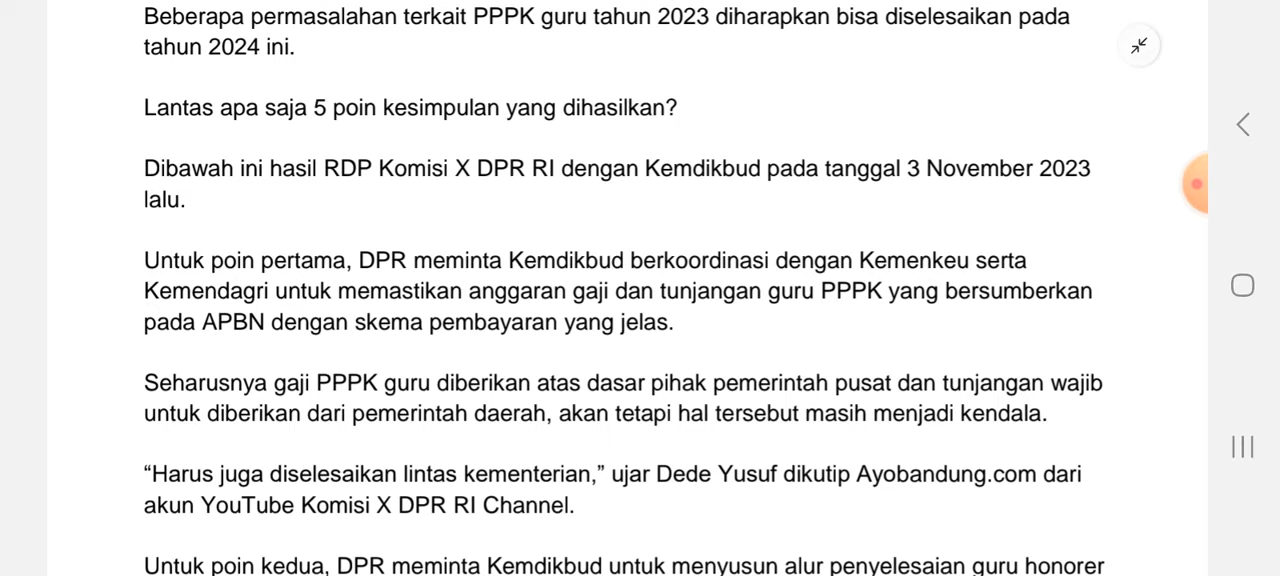 Beberapa permasalahan terkait PPPK guru tahun 2023 diharapkan bisa diselesaikan pada
tahun 2024 ini.
Lantas apa saja 5 poin kesimpulan yang dihasilkan?
Dibawah ini hasil RDP Komisi X DPR RI dengan Kemdikbud pada tanggal 3 November 2023
lalu.
Untuk poin pertama, DPR meminta Kemdikbud berkoordinasi dengan Kemenkeu serta
Kemendagri untuk memastikan anggaran gaji dan tunjangan guru PPPK yang bersumberkan
pada APBN dengan skema pembayaran yang jelas.
Seharusnya gaji PPPK guru diberikan atas dasar pihak pemerintah pusat dan tunjangan wajib
untuk diberikan dari pemerintah daerah, akan tetapi hal tersebut masih menjadi kendala.
“Harus juga diselesaikan lintas kementerian,” ujar Dede Yusuf dikutip Ayobandung.com dari
akun YouTube Komisi X DPR RI Channel.
Untuk poin kedua, DPR meminta Kemdikbud untuk menyusun alur penyelesaian guru honorer